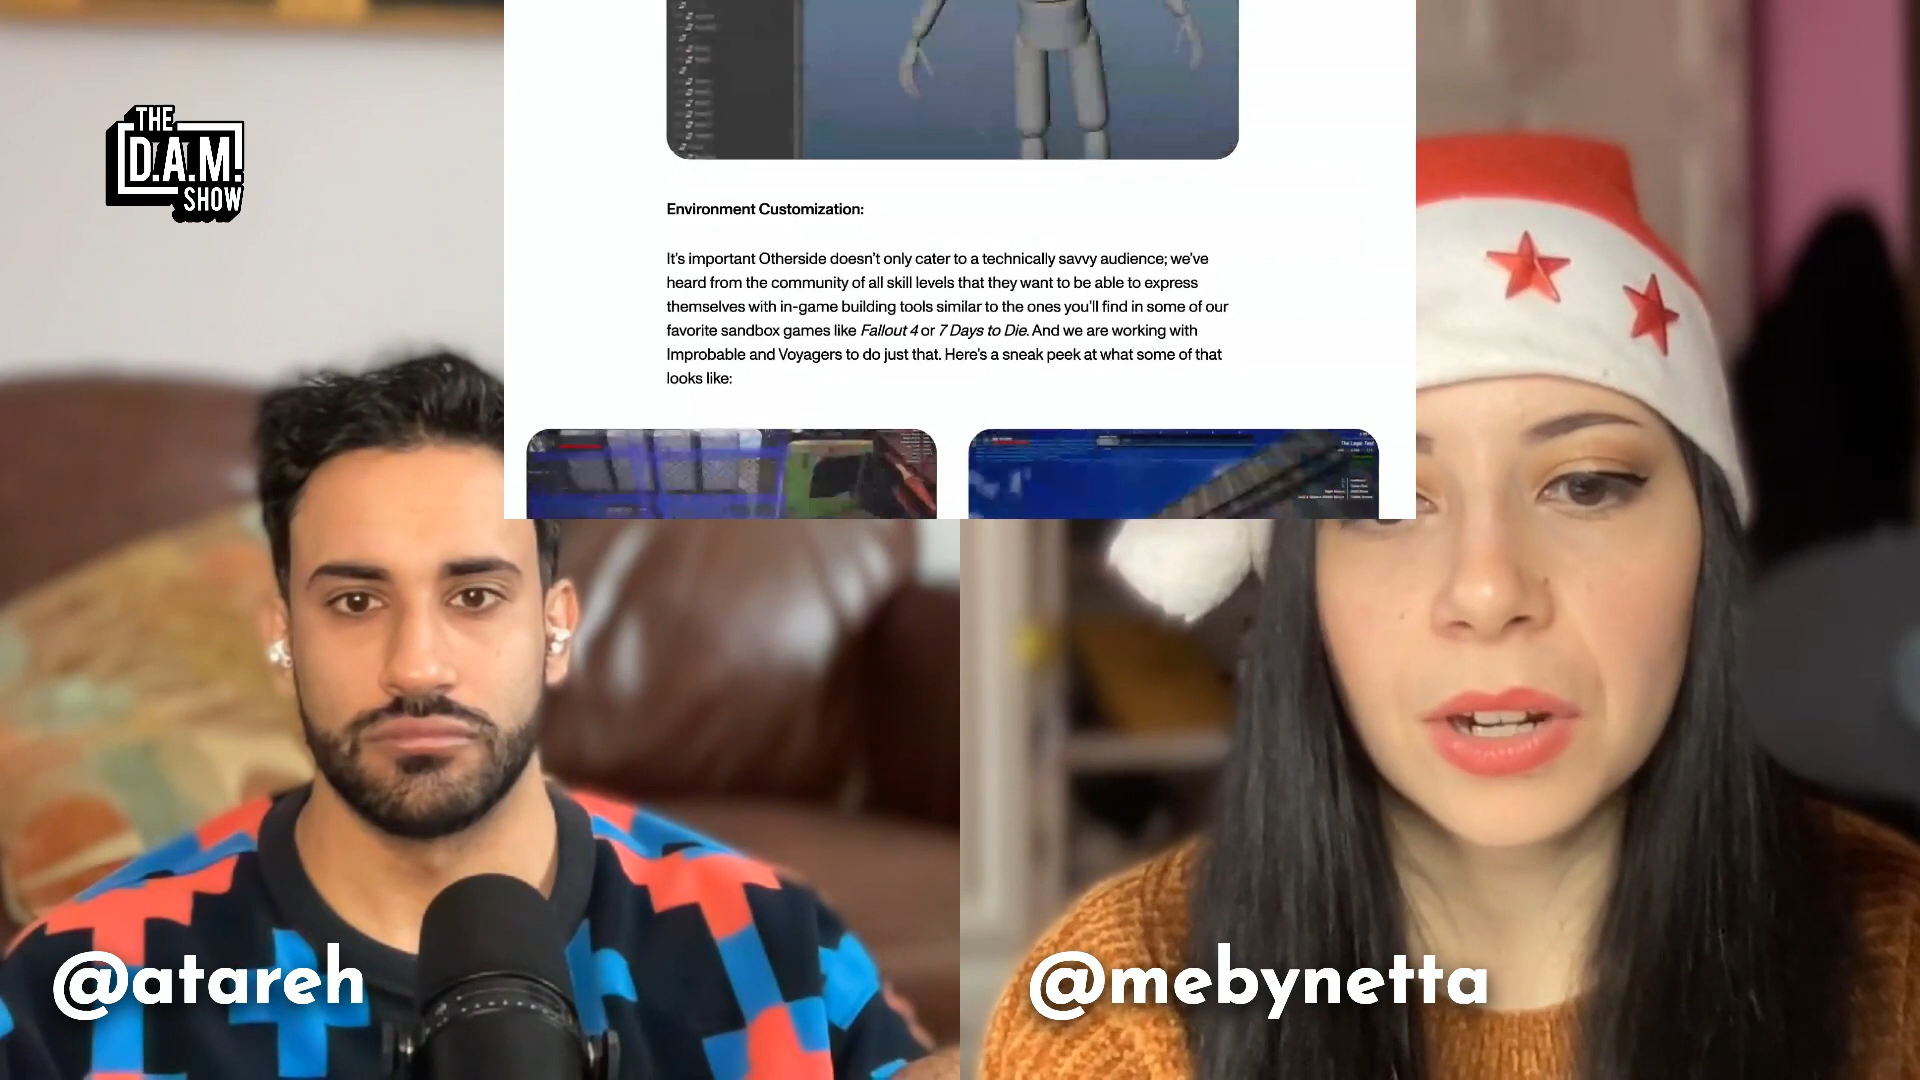 THE
D.A.M!
SHOW
Environment Customization:
It's important Otherside doesn't only cater to a technically savvy audience; we've
heard from the community of all skill levels that they want to be able to express
themselves with in-game building tools similar to the ones you'll find in some of our
favorite sandbox games like Fallout 4 or 7 Days to Die. And we are working with
Improbable and Voyagers to do just that. Here's a sneak peek at what some of that
looks like:
@atareh
@mebynetta